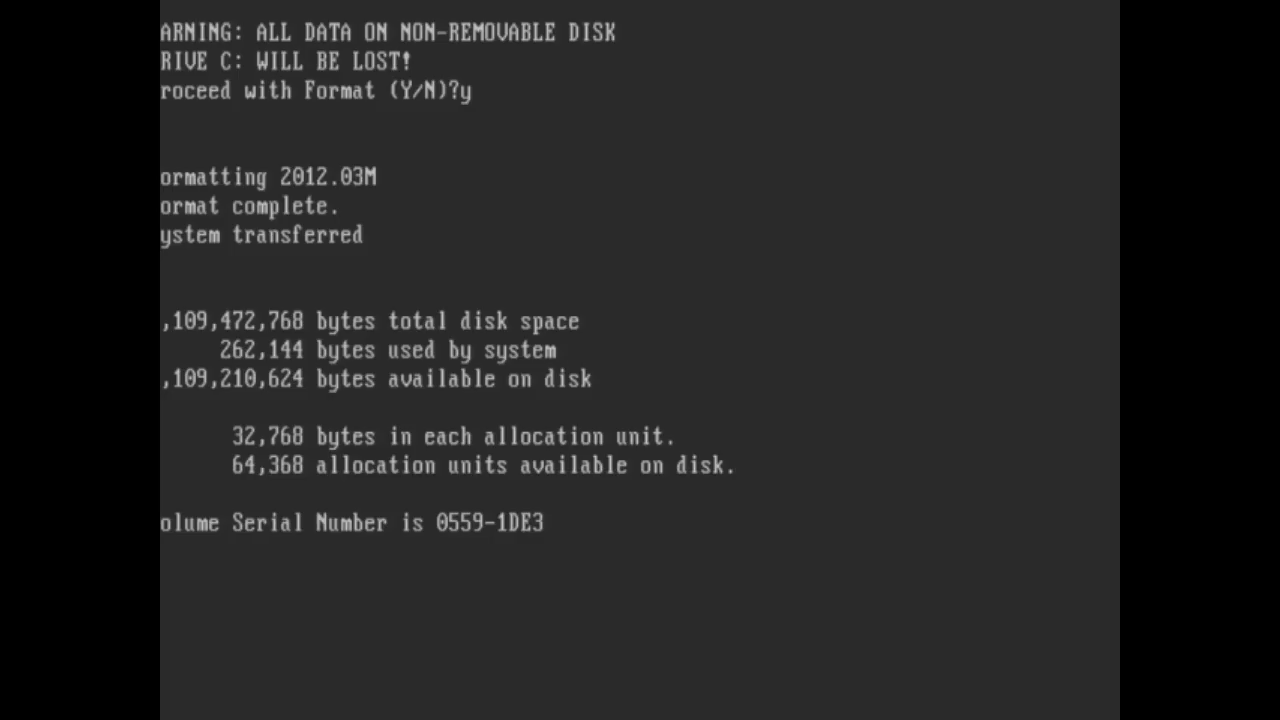 ARNING: ALL DATA ON NON-REMOVABLE DISK
RIVE C: WILL BE LOST!
roceed with Format (Y/N)?y
ormatting 2012.03M
ormat complete.
ystem transferred
,109,472,768 bytes total disk space
262,144 bytes used by system
,109,210,624 bytes available on disk
32,768 bytes in each allocation unit.
64,368 allocation units available on disk.
olume Serial Number is 0559-1DE3